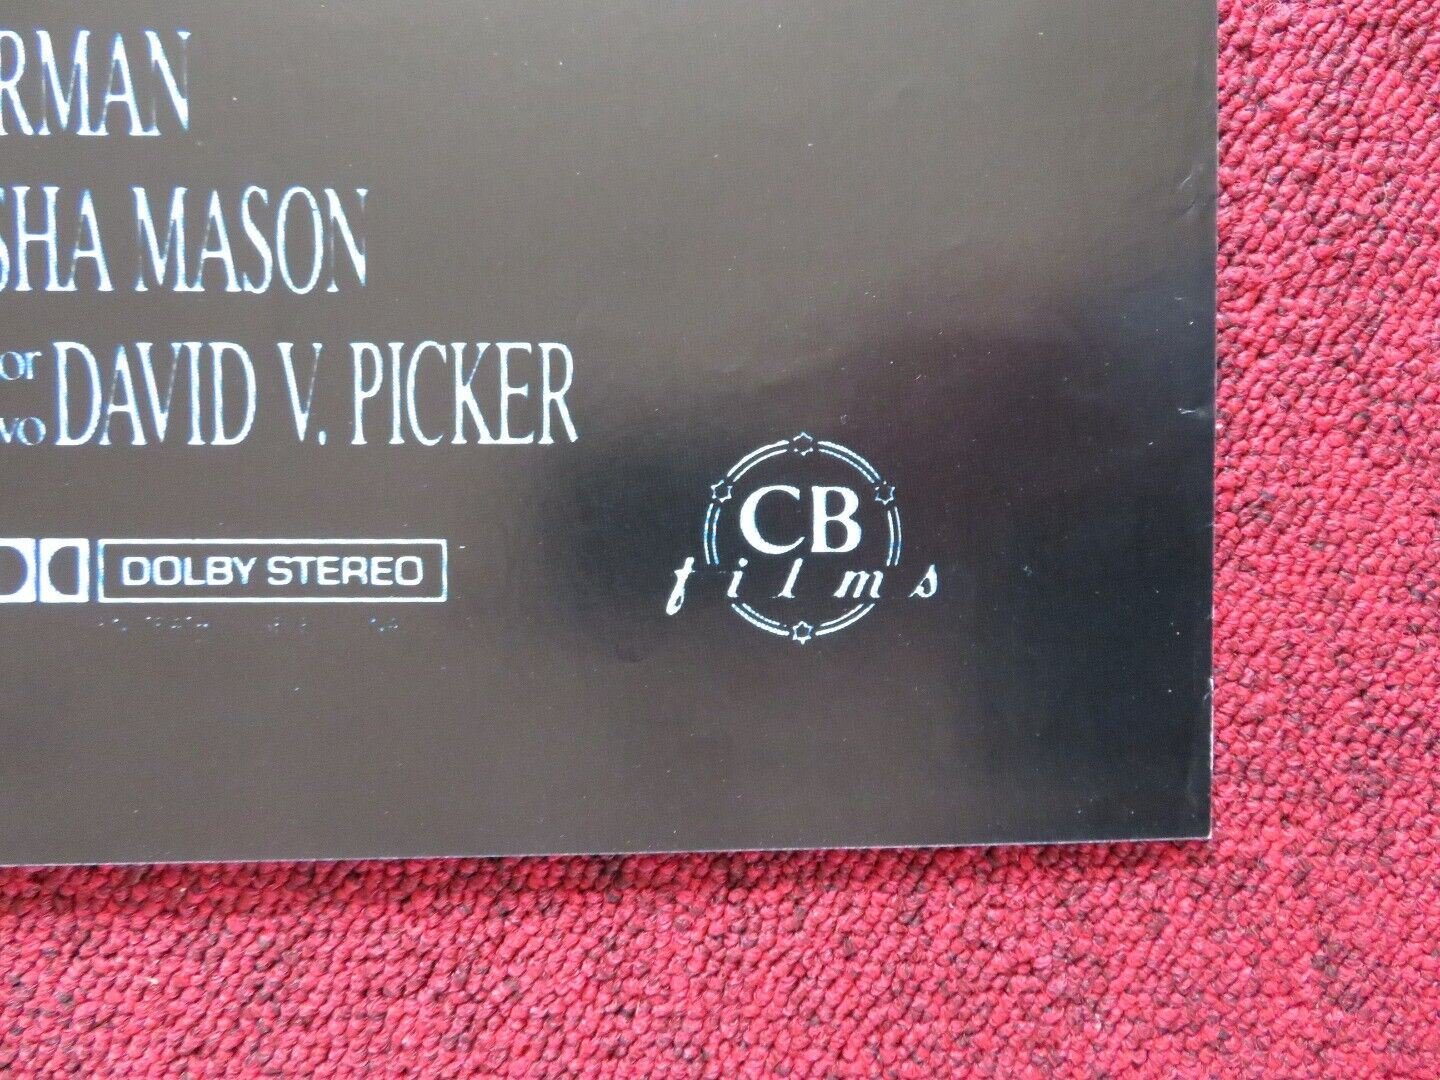 RMAN
SHA MASON
or
vo DAVID V. PICKER
DOLBY STEREO
CB
films